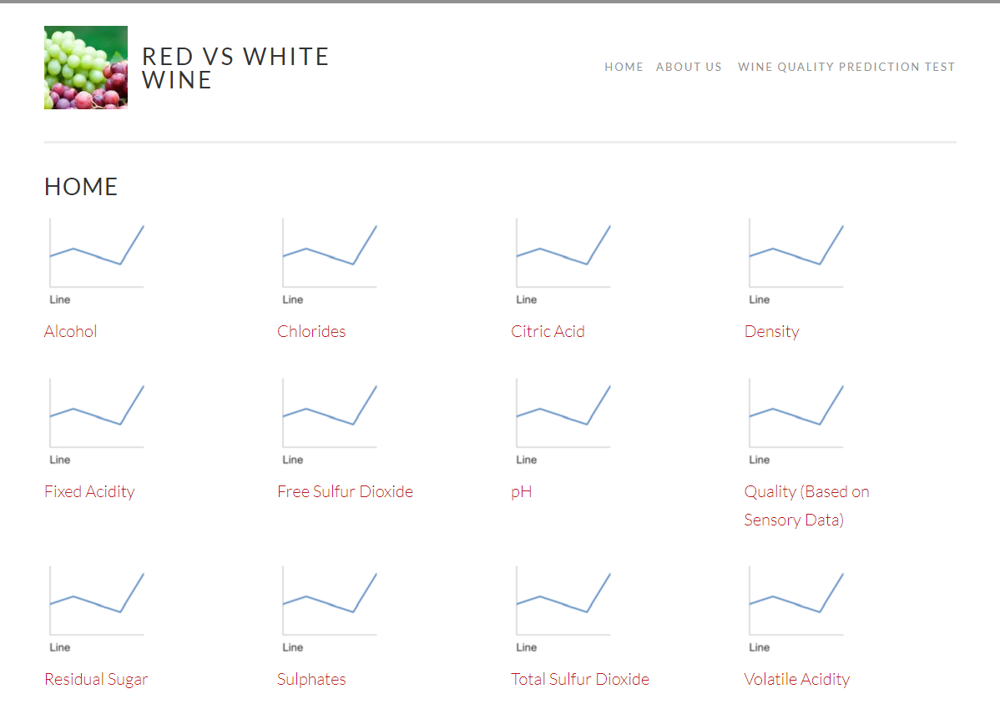 RED VS WHITE
WINE
HOME ABOUT US WINE QUALITY PREDICTION TEST
HOME
Line Line Line Line
Alcohol Chlorides Citric Acid Density
Line Line Line Line
Fixed Acidity Free Sulfur Dioxide pH Quality (Based on
Sensory Data)
Line Line Line Line
Residual Sugar Sulphates Total Sulfur Dioxide Volatile Acidity